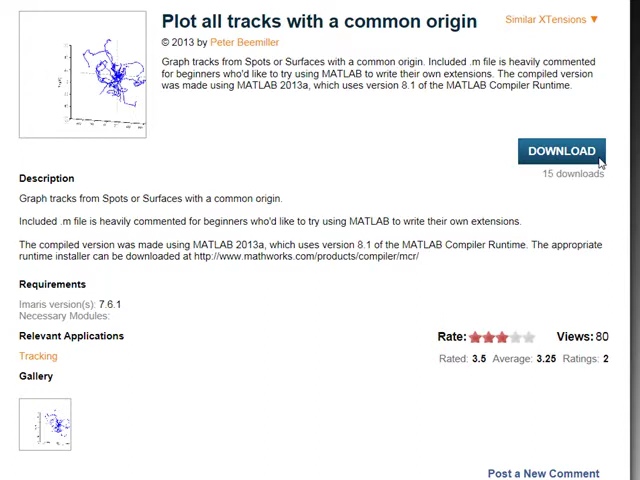 Plot all tracks with a common origin
Similar XTensions ▼
© 2013 by Peter Beemiller
Graph tracks from Spots or Surfaces with a common origin. Included .m file is heavily commented
for beginners who'd like to try using MATLAB to write their own extensions. The compiled version
was made using MATLAB 2013a, which uses version 8.1 of the MATLAB Compiler Runtime.
DOWNLOAD
15 downloads
Description
Graph tracks from Spots or Surfaces with a common origin.
Included .m file is heavily commented for beginners who'd like to try using MATLAB to write their own extensions.
The compiled version was made using MATLAB 2013a, which uses version 8.1 of the MATLAB Compiler Runtime. The appropriate
runtime installer can be downloaded at http://www.mathworks.com/products/compiler/mcr/
Requirements
Imaris version(s): 7.6.1
Necessary Modules:
Relevant Applications
Rate: Views: 80
Tracking
Rated: 3.5 Average: 3.25 Ratings: 2
Gallery
Post a New Comment